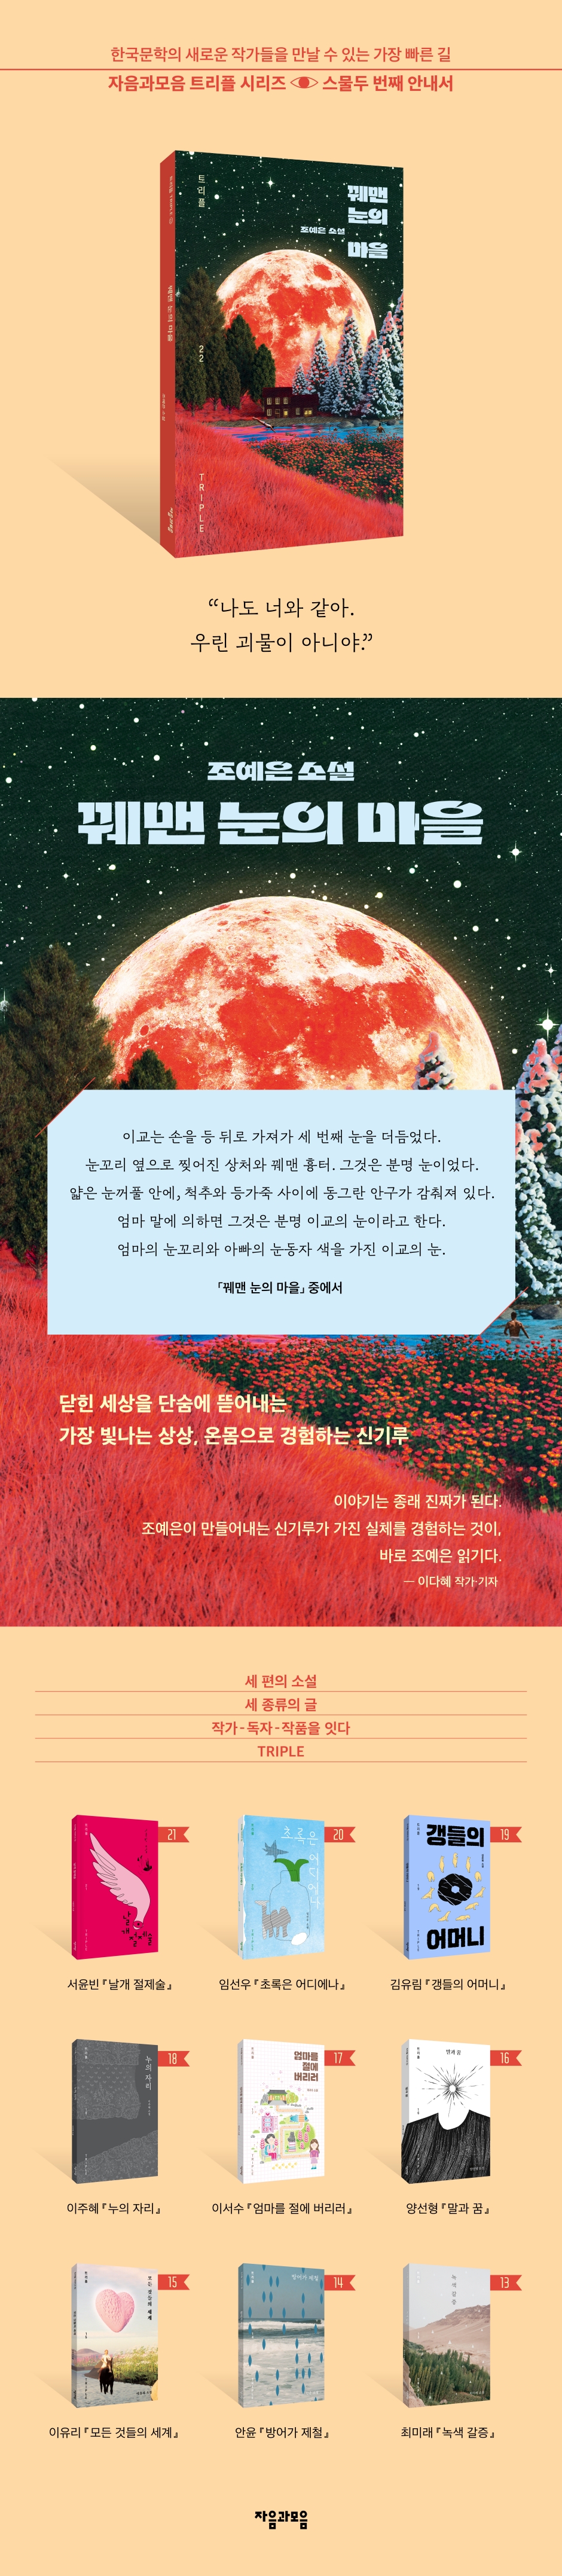 한국문학의 새로운 작가들을 만날 수 있는 가장 빠른 길
자음과모음 트리플 시리즈 스물두 번째 안내서
트리플
꿰맨
눈의
마을
조예은 소설
꿰맨 눈의 마을
22
TRIPLE
“나도 너와 같아.
우린 괴물이 아니야.”
조예은 소설
꿰맨 눈의 마을
이교는 손을 등 뒤로 가져가 세 번째 눈을 더듬었다.
눈꼬리 옆으로 찢어진 상처와 꿰맨 흉터. 그것은 분명 눈이었다.
얇은 눈꺼풀 안에, 척추와 등가죽 사이에 동그란 안구가 감춰져 있다.
엄마 말에 의하면 그것은 분명 이교의 눈이라고 한다.
엄마의 눈꼬리와 아빠의 눈동자 색을 가진 이교의 눈.
「꿰맨 눈의 마을」 중에서
닫힌 세상을 단숨에 뜯어내는
가장 빛나는 상상, 온몸으로 경험하는 신기루
이야기는 종래 진짜가 된다.
조예은이 만들어내는 신기루가 가진 실체를 경험하는 것이,
바로 조예은 읽기다.
― 이다혜 작가·기자
세 편의 소설
세 종류의 글
작가-독자-작품을 잇다
TRIPLE
21
날개 절제술
서윤빈 『날개 절제술』
20
초록은
어디에나
임선우 『초록은 어디에나』
19
갱들의
어머니
김유림 『갱들의 어머니』
18
누의 자리
이주혜 『누의 자리』
17
엄마를
절에
버리러
이서수 『엄마를 절에 버리러』
16
말과 꿈
양선형 『말과 꿈』
15
모든 것들의 세계
이유리 『모든 것들의 세계』
14
방어가 제철
안윤 『방어가 제철』
13
녹색 갈증
최미래 『녹색 갈증』
자음과모음